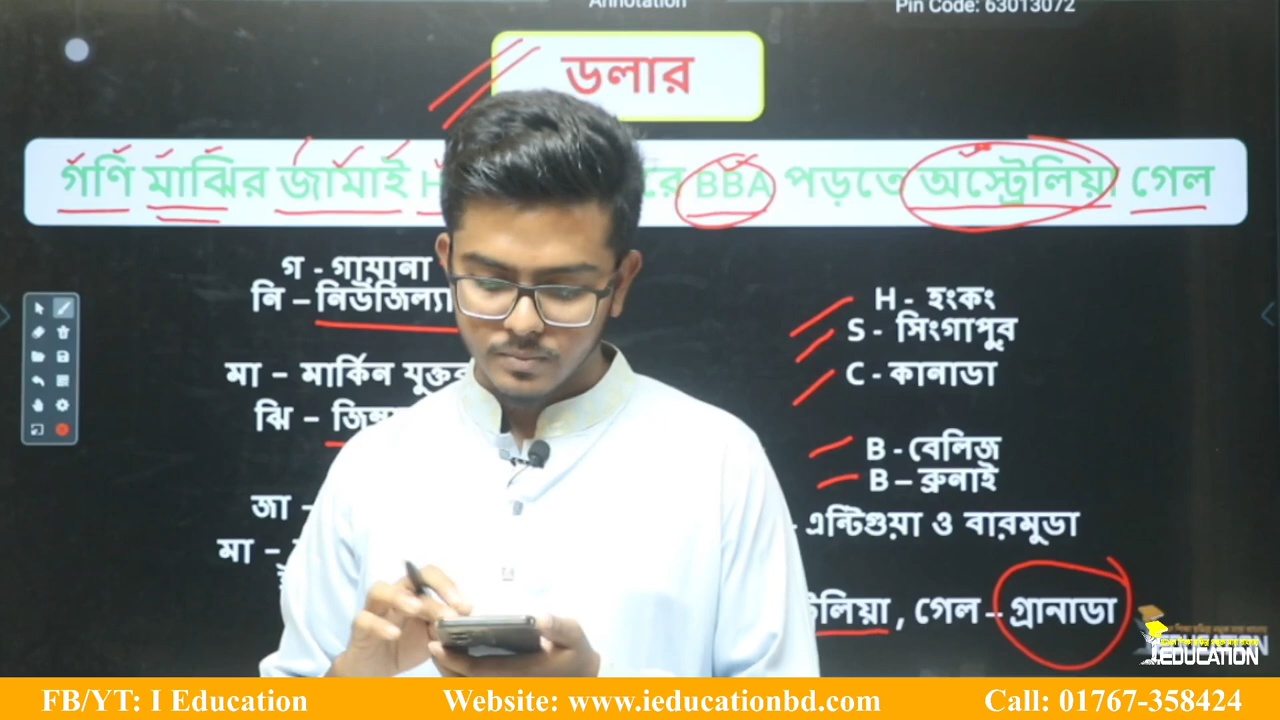 Annotation
Pin Code: 63013072
ডলার
গণি মাঝির জামাই H রে BBA পড়তে অস্ট্রেলিয়া গেল
গ - গায়ানা
নি – নিউজিল্যা
H - হংকং
S - সিংগাপুর
মা – মার্কিন যুক্তরা
C - কানাডা
ঝি – জিম্ব
B - বেলিজ
B – ব্রুনাই
জা –
- এন্টিগুয়া ও বারমুডা
মা –
লিয়া , গেল – গ্রানাডা
EDUCATION
FB/YT: I Education
Website: www.ieducationbd.com
Call: 01767-358424